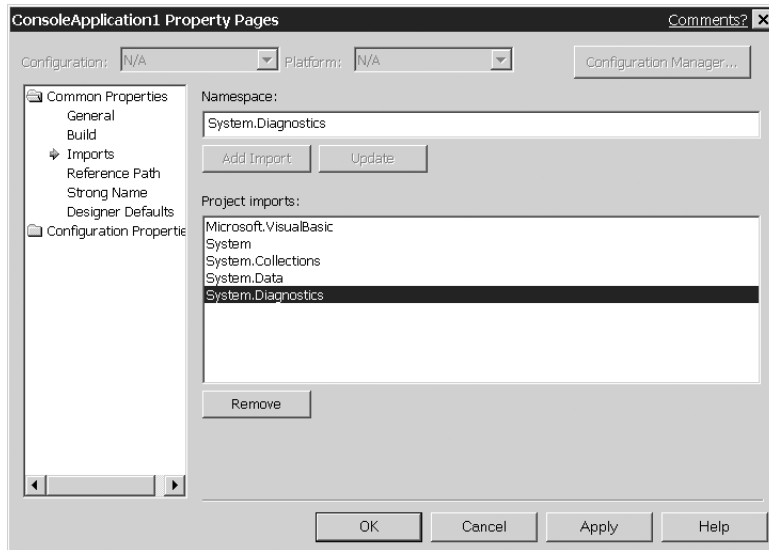 ConsoleApplication1 Property Pages Comments?
Configuration: N/A Platform: N/A Configuration Manager...
Common Properties
General
Build
Imports
Reference Path
Strong Name
Designer Defaults
Configuration Propertie
Namespace:
System.Diagnostics
Add Import Update
Project imports:
Microsoft.VisualBasic
System
System.Collections
System.Data
System.Diagnostics
Remove
OK Cancel Apply Help